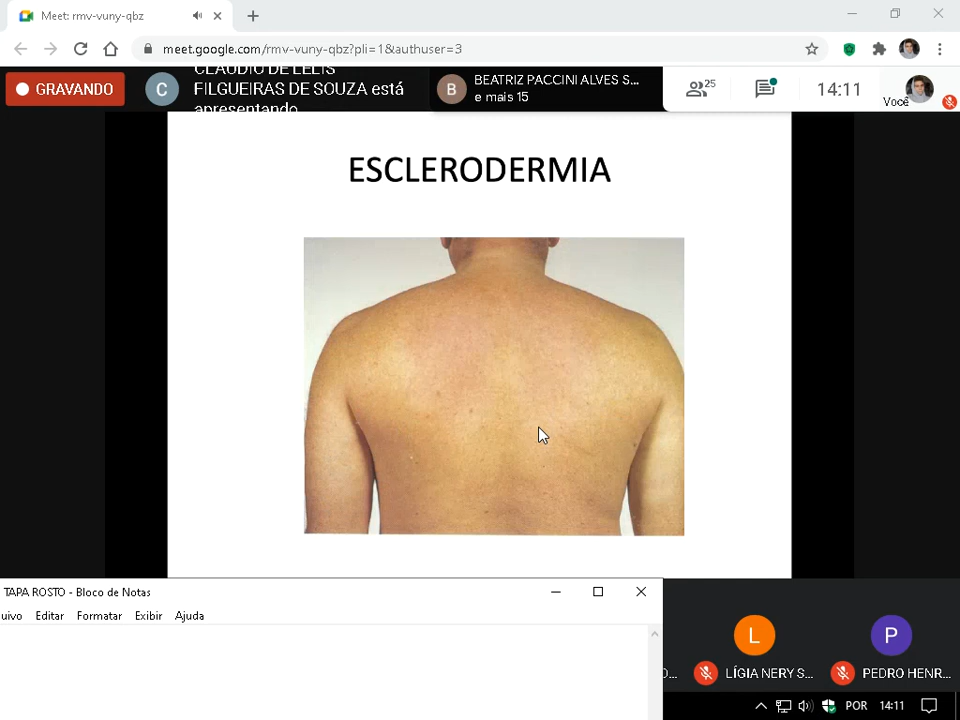 Meet: rmv-vuny-qbz
meet.google.com/rmv-vuny-qbz?pli=1&authuser=3
GRAVANDO
C
CLAUDIO DE LELIS
FILGUEIRAS DE SOUZA está
apresentando
B
BEATRIZ PACCINI ALVES S...
e mais 15
25
14:11
Você
ESCLERODERMIA
TAPA ROSTO - Bloco de Notas
uivo Editar Formatar Exibir Ajuda
L
P
O... LÍGIA NERY S... PEDRO HENR...
POR 14:11